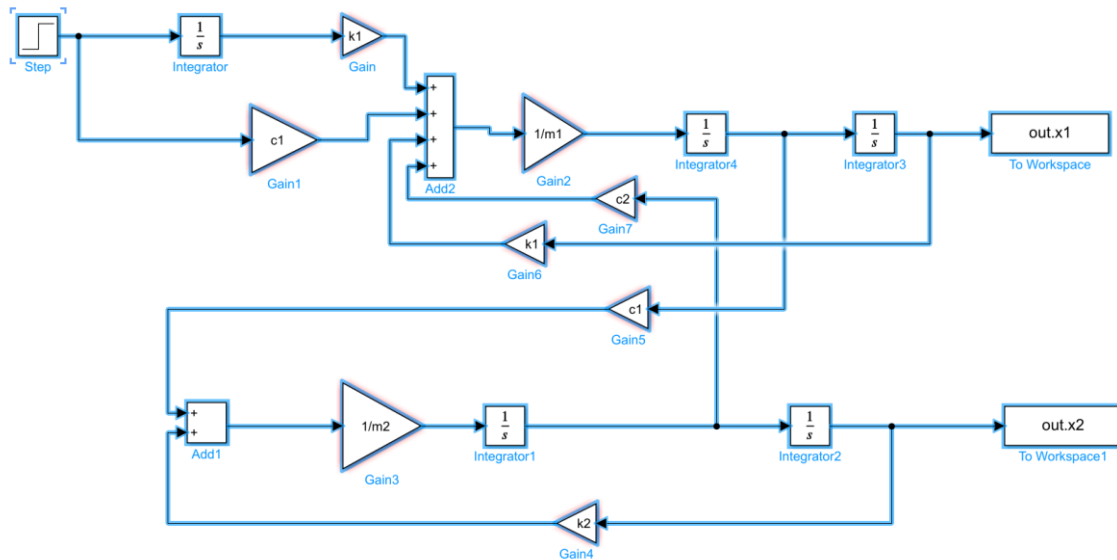 Step
1
s
Integrator
k1
Gain
c1
Gain1
+
+
+
+
Add2
1/m1
Gain2
1
s
Integrator4
1
s
Integrator3
out.x1
To Workspace
c2
Gain7
k1
Gain6
c1
Gain5
+
+
Add1
1/m2
Gain3
1
s
Integrator1
1
s
Integrator2
out.x2
To Workspace1
k2
Gain4